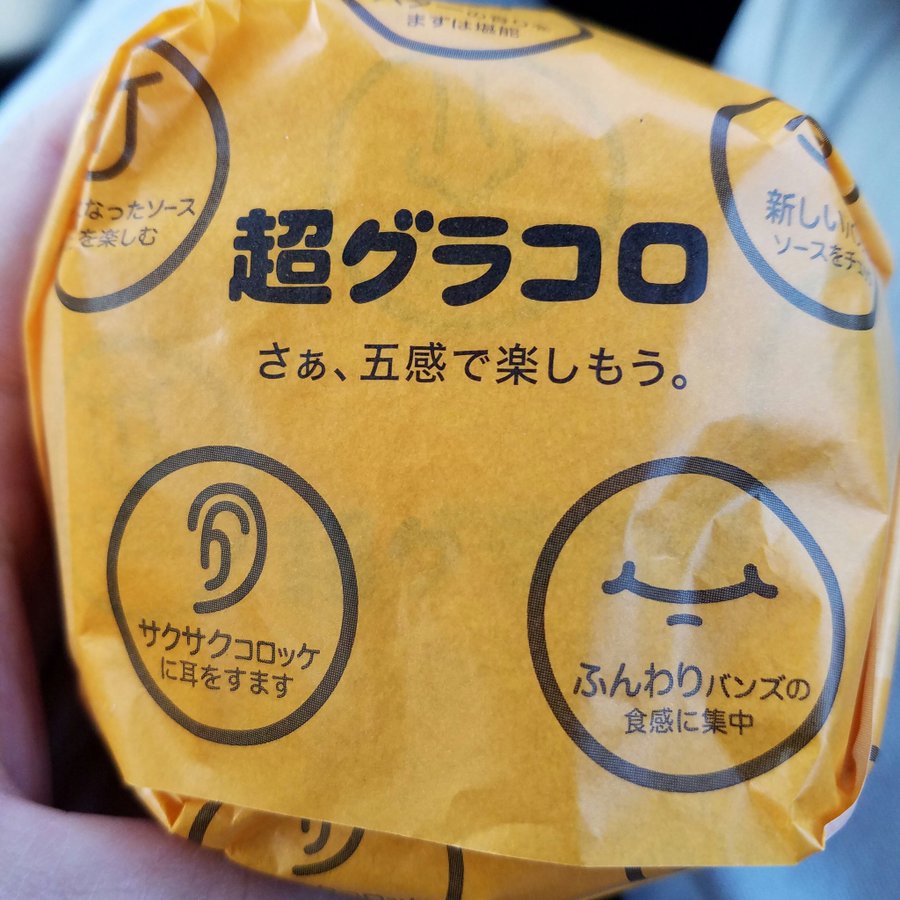 まずは堪能
なったソース
を楽しむ
新しい
ソースをチ
超グラコロ
さぁ、五感で楽しもう。
サクサクコロッケ
に耳をすます
ふんわりバンズの
食感に集中